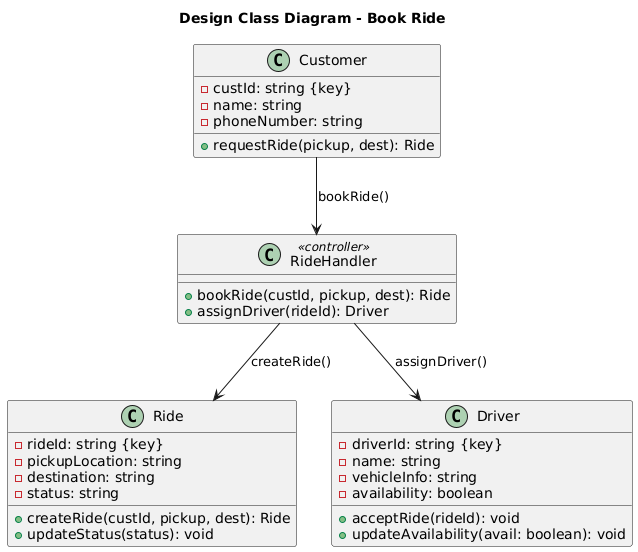 Design Class Diagram - Book Ride
C Customer
custId: string {key}
name: string
phoneNumber: string
requestRide(pickup, dest): Ride
bookRide()
C «controller»
RideHandler
bookRide(custId, pickup, dest): Ride
assignDriver(rideId): Driver
createRide()
assignDriver()
C Ride
rideId: string {key}
pickupLocation: string
destination: string
status: string
createRide(custId, pickup, dest): Ride
updateStatus(status): void
C Driver
driverId: string {key}
name: string
vehicleInfo: string
availability: boolean
acceptRide(rideId): void
updateAvailability(avail: boolean): void